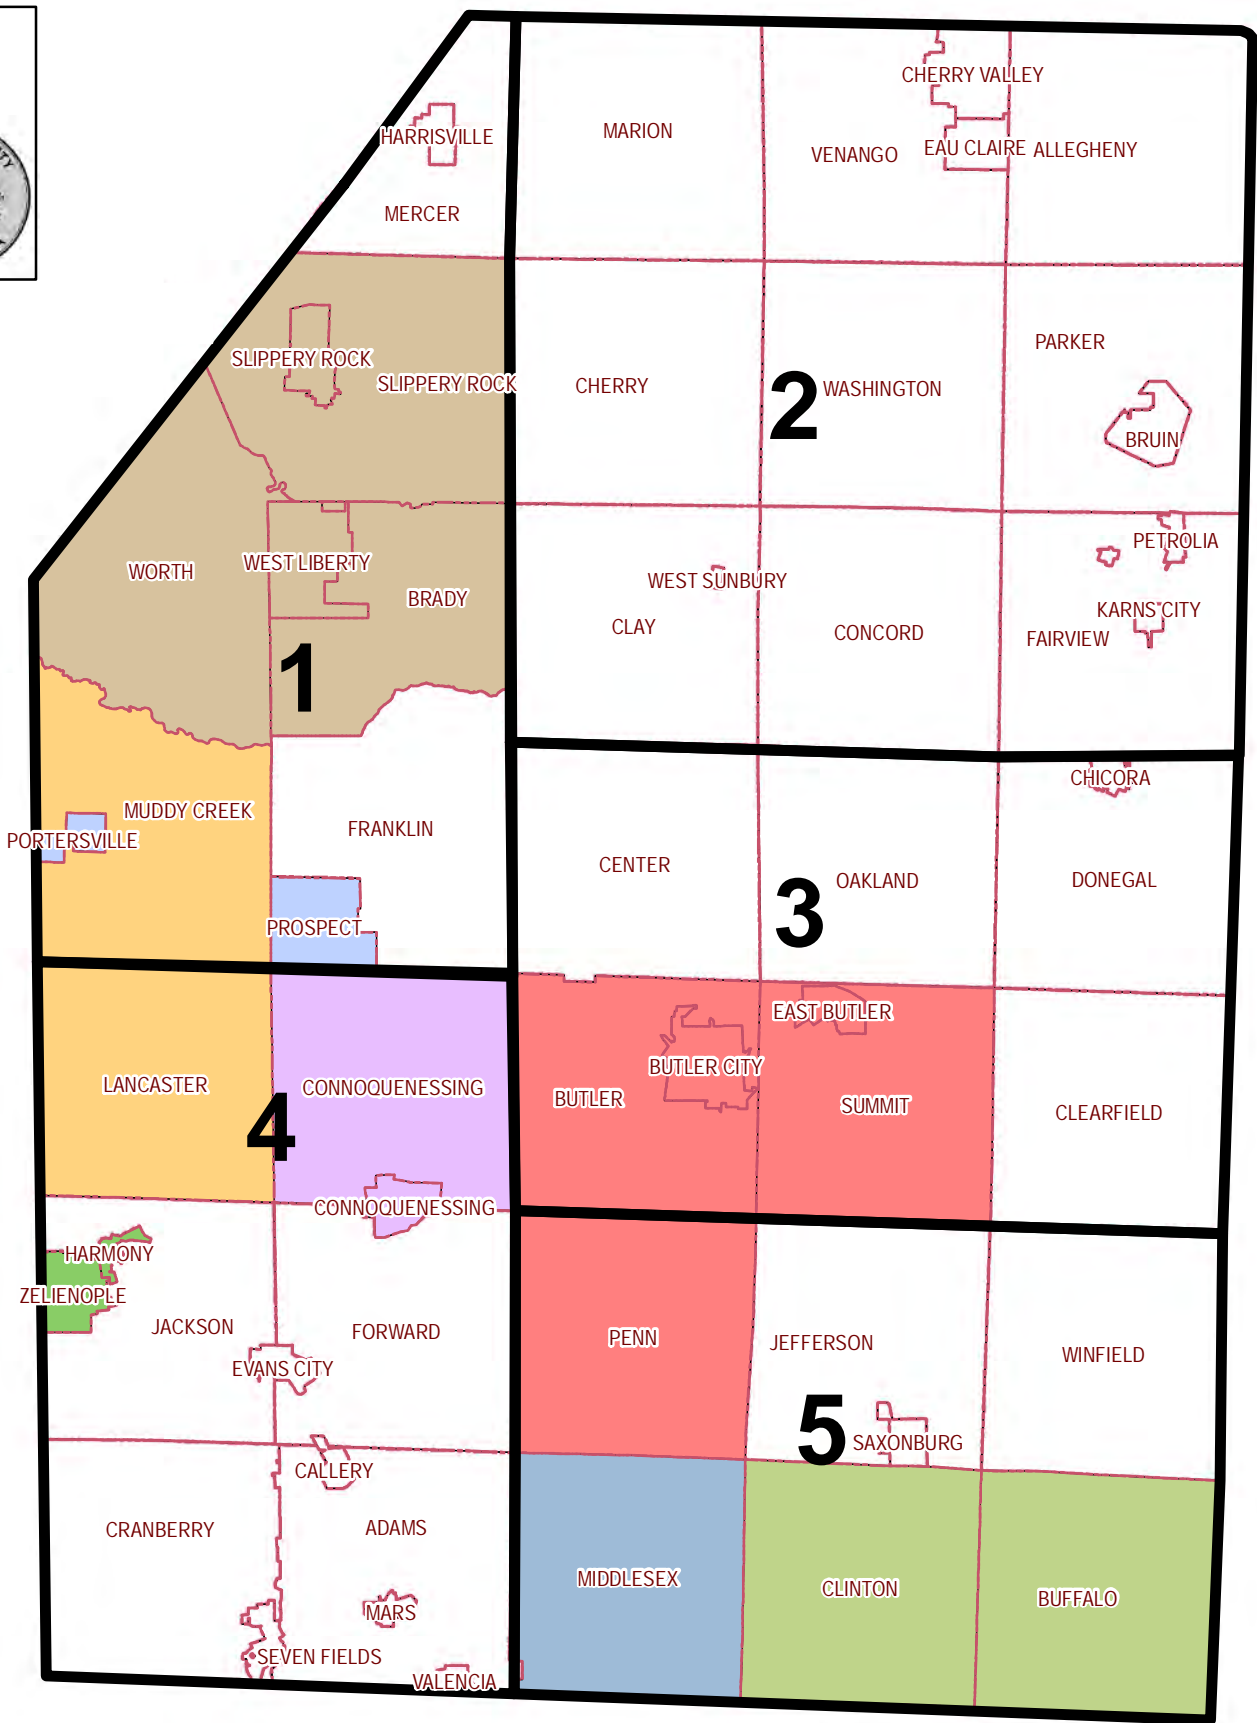 CHERRY VALLEY
HARRISVILLE
MARION
VENANGO
EAU CLAIRE
ALLEGHENY
MERCER
SLIPPERY ROCK
SLIPPERY ROCK
CHERRY
2
WASHINGTON
PARKER
BRUIN
WORTH
WEST LIBERTY
BRADY
WEST SUNBURY
CLAY
CONCORD
PETROLIA
KARNS CITY
FAIRVIEW
1
CHICORA
MUDDY CREEK
PORTERSVILLE
FRANKLIN
CENTER
OAKLAND
3
DONEGAL
PROSPECT
EAST BUTLER
LANCASTER
CONNOQUENESSING
4
BUTLER CITY
BUTLER
SUMMIT
CLEARFIELD
CONNOQUENESSING
HARMONY
ZELIENOPLE
JACKSON
FORWARD
EVANS CITY
PENN
JEFFERSON
WINFIELD
5
SAXONBURG
CALLERY
CRANBERRY
ADAMS
MIDDLESEX
CLINTON
BUFFALO
MARS
SEVEN FIELDS
VALENCIA